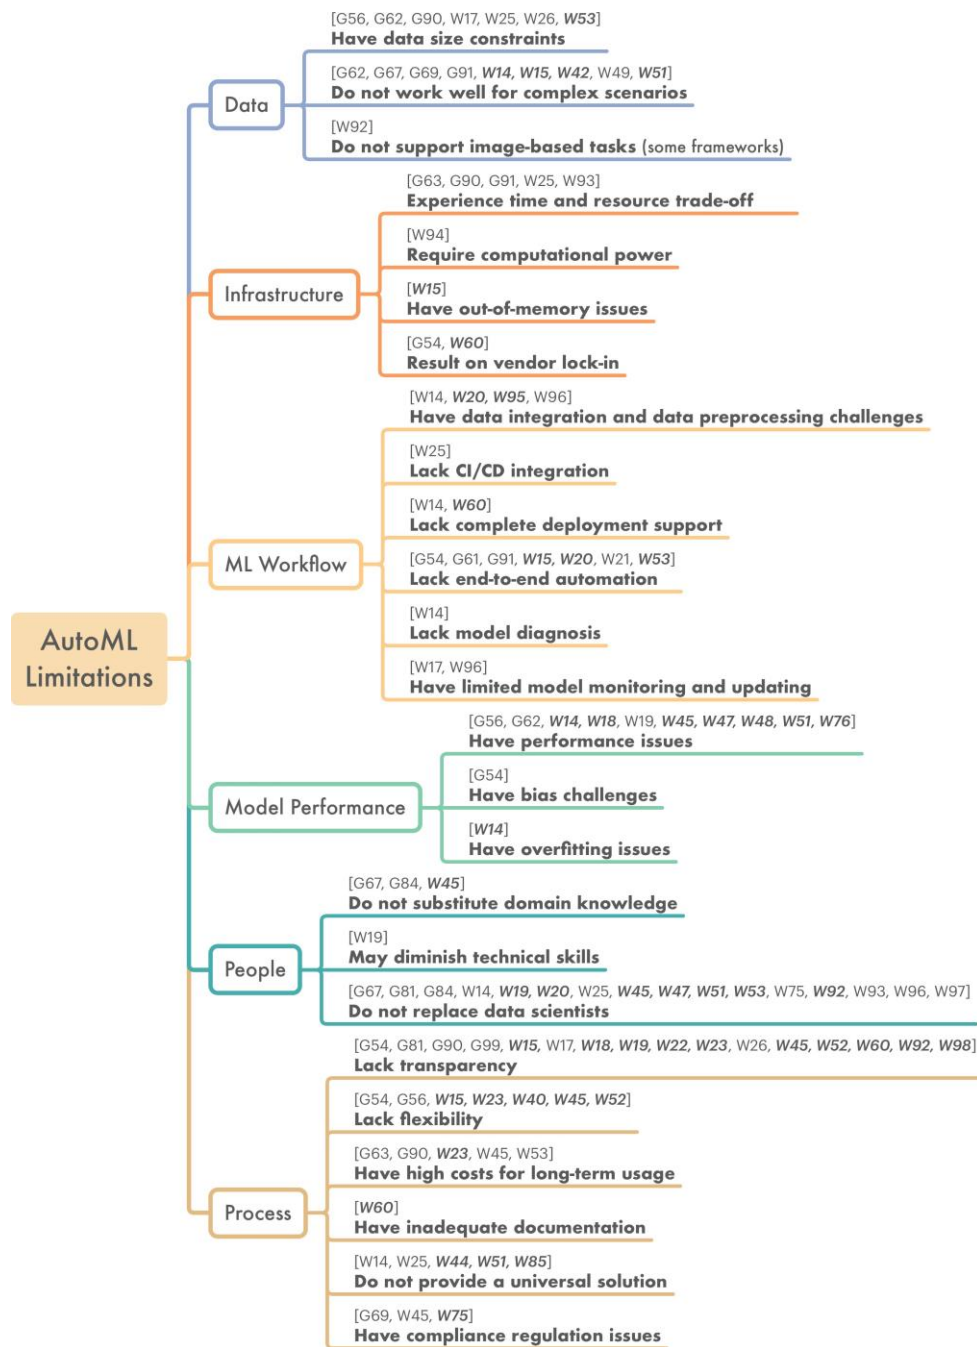 [G56, G62, G90, W17, W25, W26, W53]
Have data size constraints
[G62, G67, G69, G91, W14, W15, W42, W49, W51]
Data
Do not work well for complex scenarios
[W92]
Do not support image-based tasks (some frameworks)
[G63, G90, G91, W25, W93]
Experience time and resource trade-off
[W94]
Require computational power
Infrastructure
[W15]
Have out-of-memory issues
[G54, W60]
Result on vendor lock-in
[W14, W20, W95, W96]
Have data integration and data preprocessing challenges
[W25]
Lack CI/CD integration
[W14, W60]
Lack complete deployment support
ML Workflow
[G54, G61, G91, W15, W20, W21, W53]
Lack end-to-end automation
[W14]
Lack model diagnosis
AutoML
Limitations
[W17, W96]
Have limited model monitoring and updating
[G56, G62, W14, W18, W19, W45, W47, W48, W51, W76]
Have performance issues
[G54]
Have bias challenges
Model Performance
[W14]
Have overfitting issues
[G67, G84, W45]
Do not substitute domain knowledge
[W19]
May diminish technical skills
People
[G67, G81, G84, W14, W19, W20, W25, W45, W47, W51, W53, W75, W92, W93, W96, W97]
Do not replace data scientists
[G54, G81, G90, G99, W15, W17, W18, W19, W22, W23, W26, W45, W52, W60, W92, W98]
Lack transparency
[G54, G56, W15, W23, W40, W45, W52]
Lack flexibility
[G63, G90, W23, W45, W53]
Have high costs for long-term usage
Process
[W60]
Have inadequate documentation
[W14, W25, W44, W51, W85]
Do not provide a universal solution
[G69, W45, W75]
Have compliance regulation issues